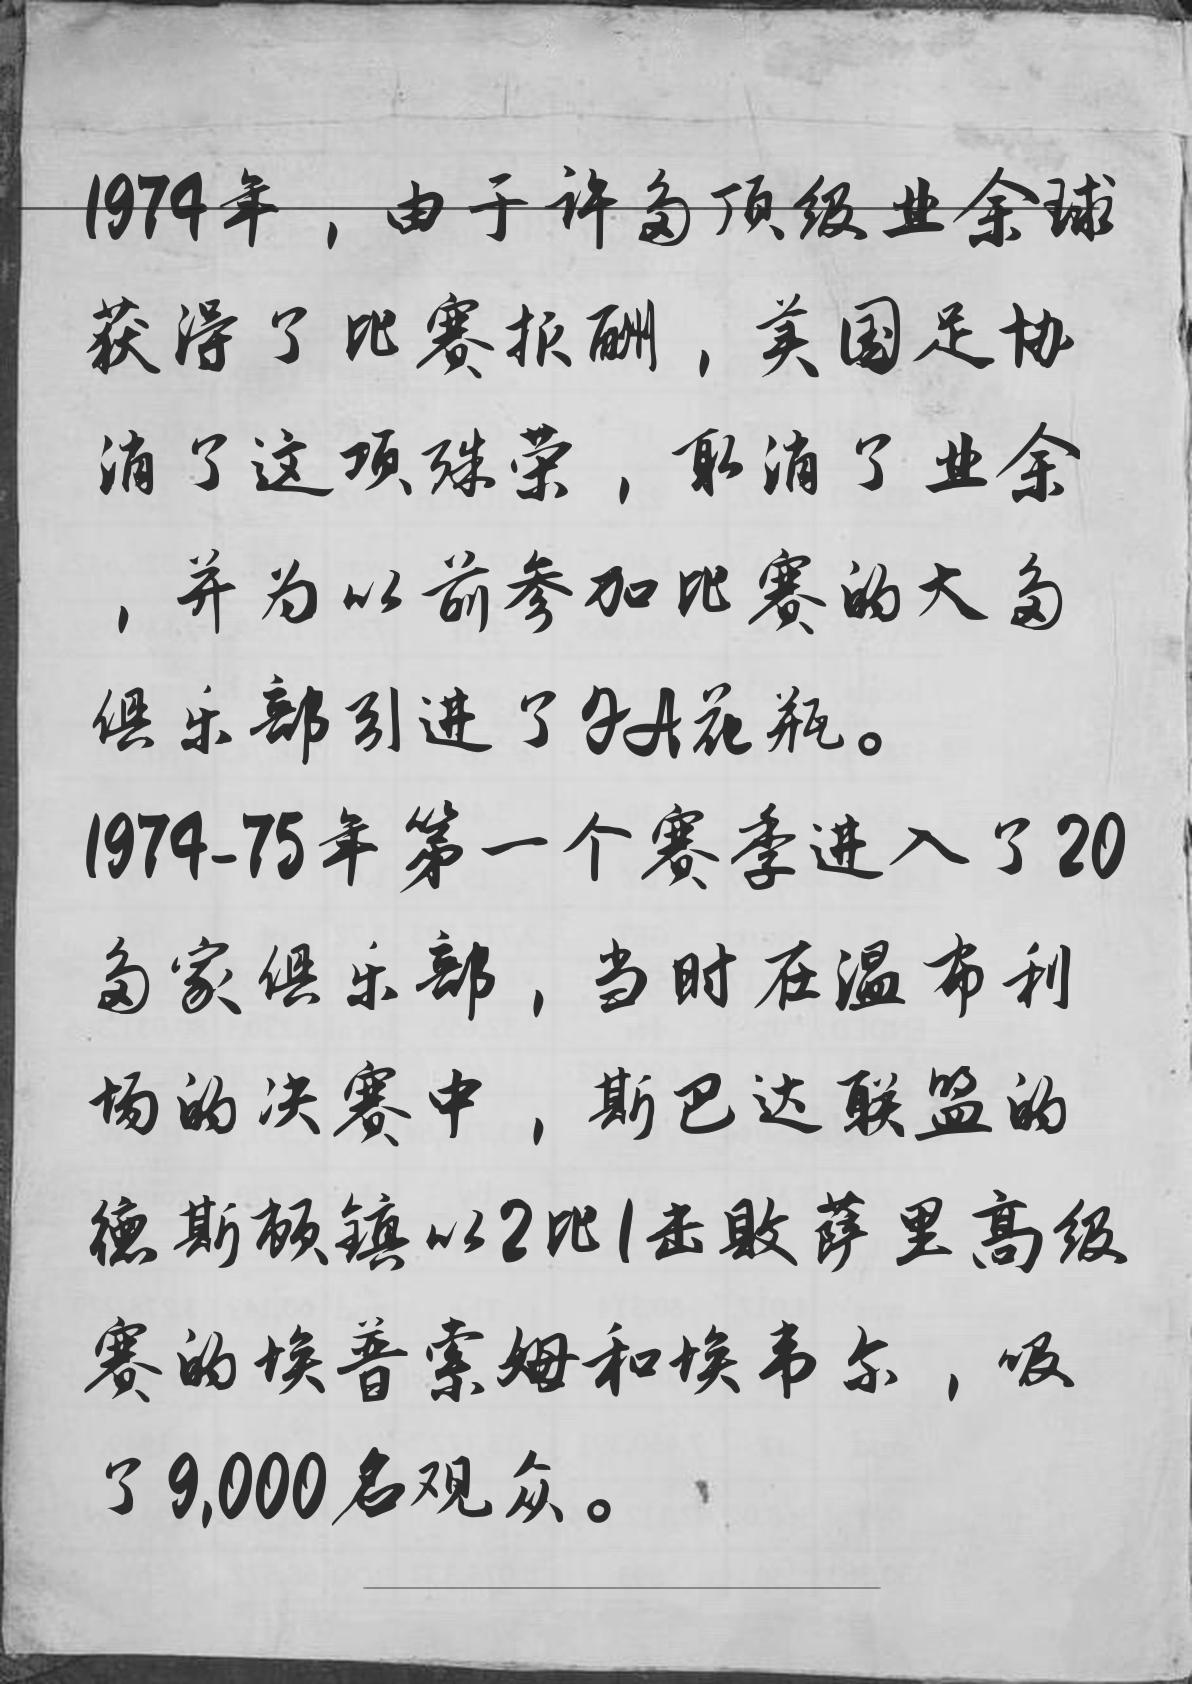 1974年，由于许多顶级业余球
获得了比赛报酬，美国足协
消了这项殊荣，取消了业余
，并为以前参加比赛的大多
俱乐部引进了FA花瓶。
1974-75年第一个赛季进入了20
多家俱乐部，当时在温布利
场的决赛中，斯巴达联盟的
德斯顿镇以2比1击败萨里高级
赛的埃普索姆和埃韦尔，吸
了9,000名观众。